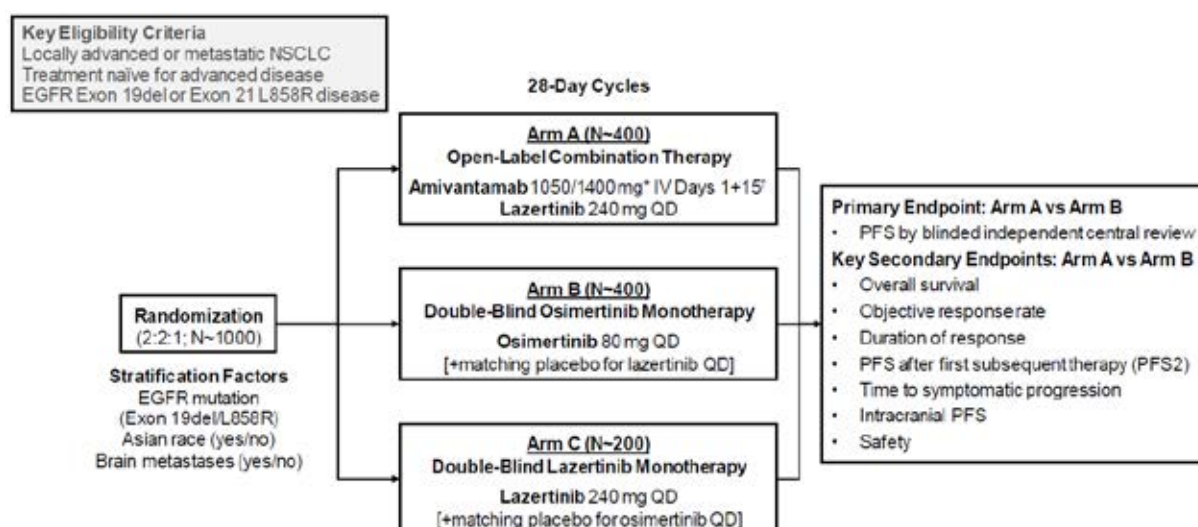 Key Eligibility Criteria
Locally advanced or metastatic NSCLC
Treatment naïve for advanced disease
EGFR Exon 19del or Exon 21 L858R disease
28-Day Cycles
Randomization
(2:2:1; N~1000)
Stratification Factors
EGFR mutation
(Exon 19del/L858R)
Asian race (yes/no)
Brain metastases (yes/no)
Arm A (N~400)
Open-Label Combination Therapy
Amivantamab 1050/1400 mg* IV Days 1+15†
Lazertinib 240 mg QD
Arm B (N~400)
Double-Blind Osimertinib Monotherapy
Osimertinib 80 mg QD
[+matching placebo for lazertinib QD]
Arm C (N~200)
Double-Blind Lazertinib Monotherapy
Lazertinib 240 mg QD
[+matching placebo for osimertinib QD]
Primary Endpoint: Arm A vs Arm B
• PFS by blinded independent central review
Key Secondary Endpoints: Arm A vs Arm B
• Overall survival
• Objective response rate
• Duration of response
• PFS after first subsequent therapy (PFS2)
• Time to symptomatic progression
• Intracranial PFS
• Safety